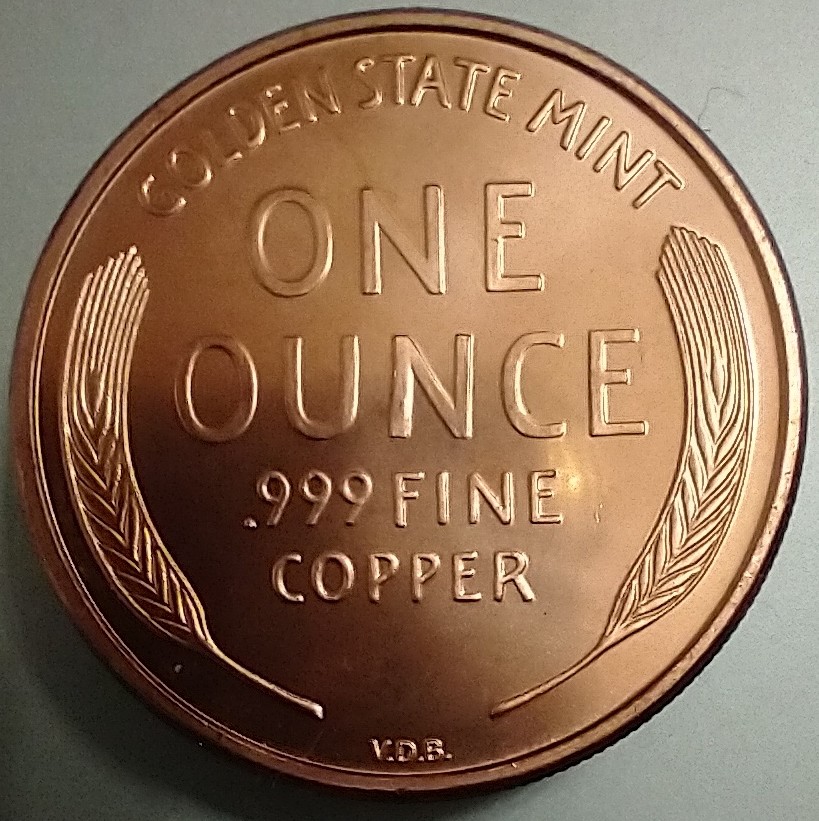 GOLDEN STATE MINT
ONE
OUNCE
.999 FINE
COPPER
V.D.B.